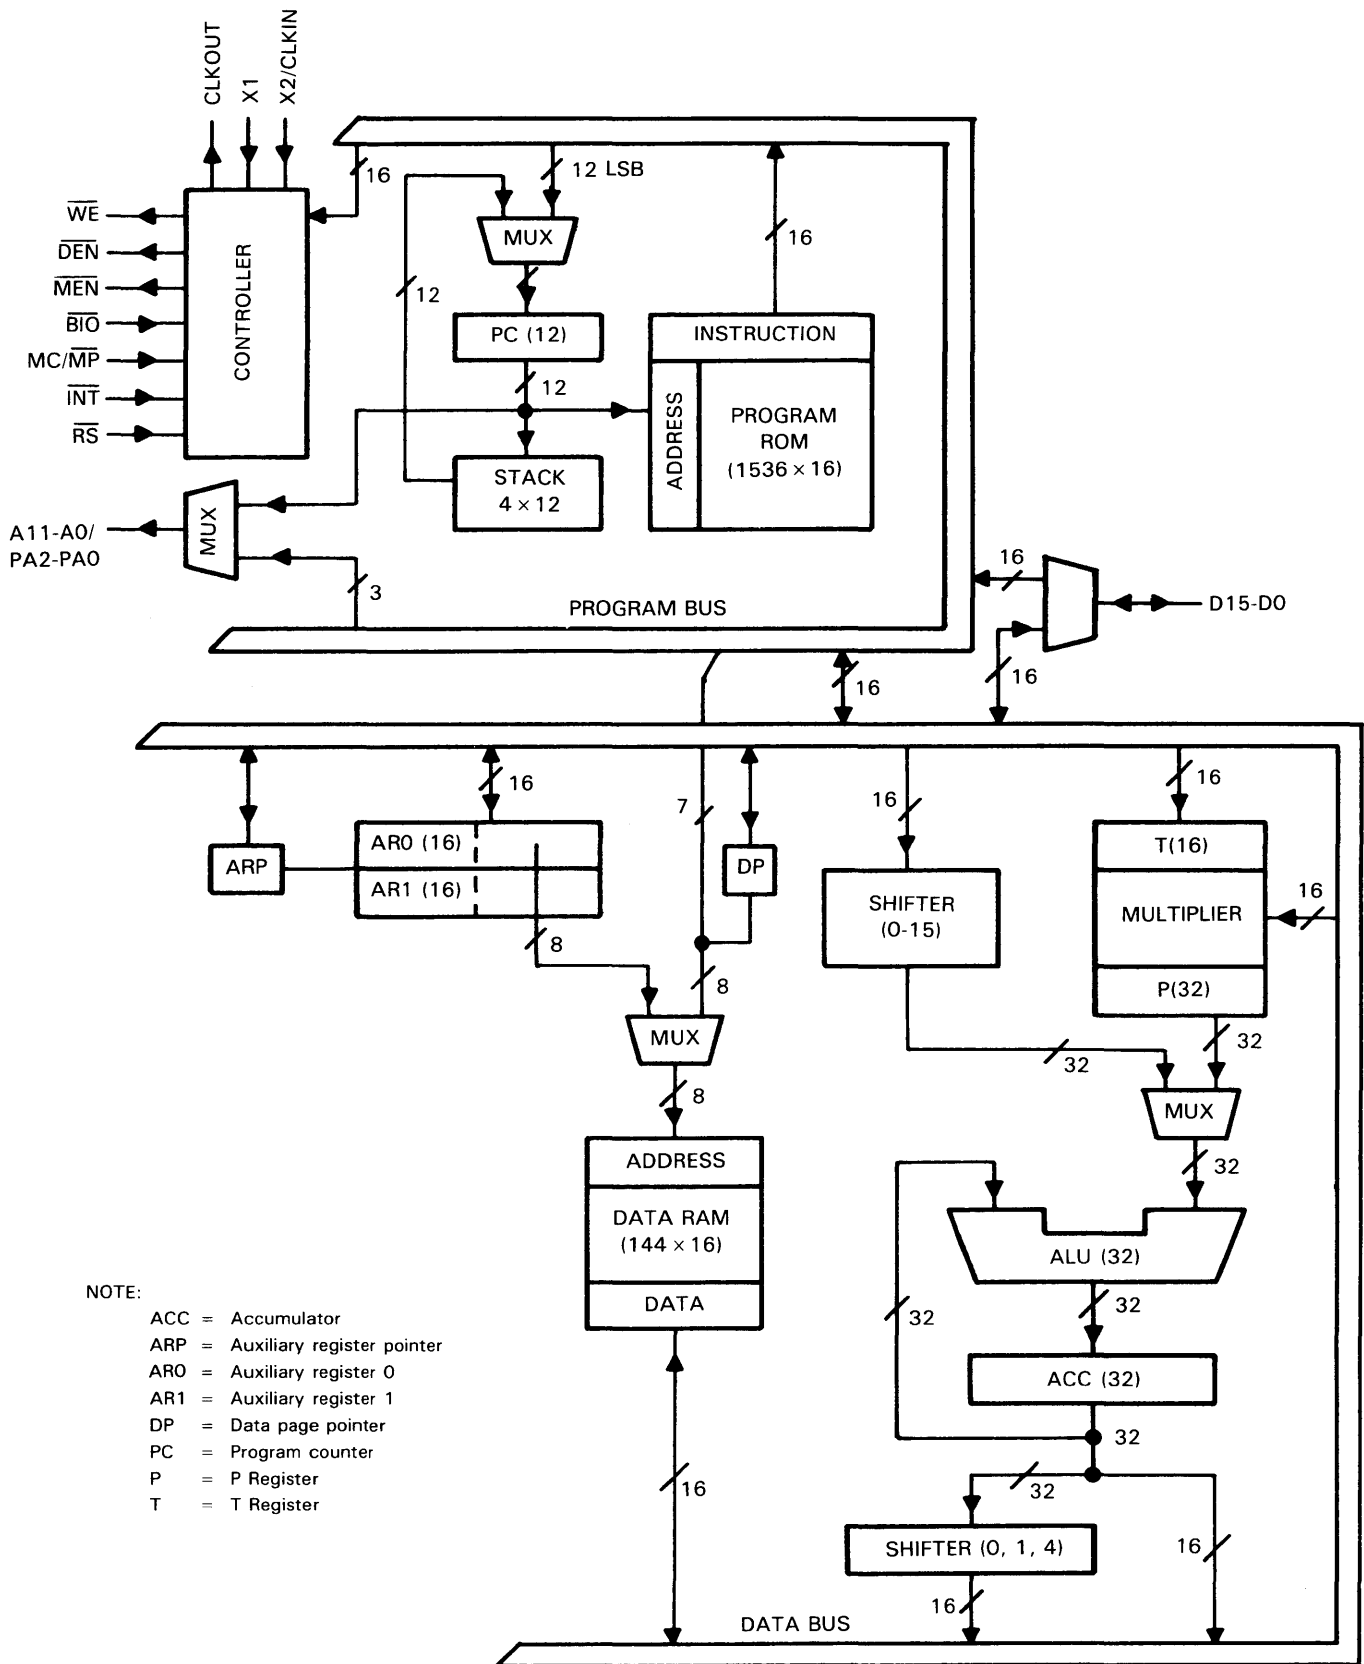 CLKOUT
X1
X2/CLKIN
16
12 LSB
WE
DEN
MEN
BIO
MC/MP
INT
RS
CONTROLLER
MUX
12
16
PC (12)
12
INSTRUCTION
ADDRESS
PROGRAM
ROM
(1536 × 16)
STACK
4 × 12
MUX
A11-A0/
PA2-PA0
3
PROGRAM BUS
16
D15-D0
16
16
16
7
16
16
ARP
AR0 (16)
AR1 (16)
DP
SHIFTER
(0-15)
T(16)
MULTIPLIER
P(32)
16
8
8
MUX
8
32
32
MUX
32
ADDRESS
DATA RAM
(144 × 16)
DATA
ALU (32)
32
32
ACC (32)
32
32
16
SHIFTER (0, 1, 4)
16
16
DATA BUS
NOTE:
ACC = Accumulator
ARP = Auxiliary register pointer
AR0 = Auxiliary register 0
AR1 = Auxiliary register 1
DP = Data page pointer
PC = Program counter
P = P Register
T = T Register